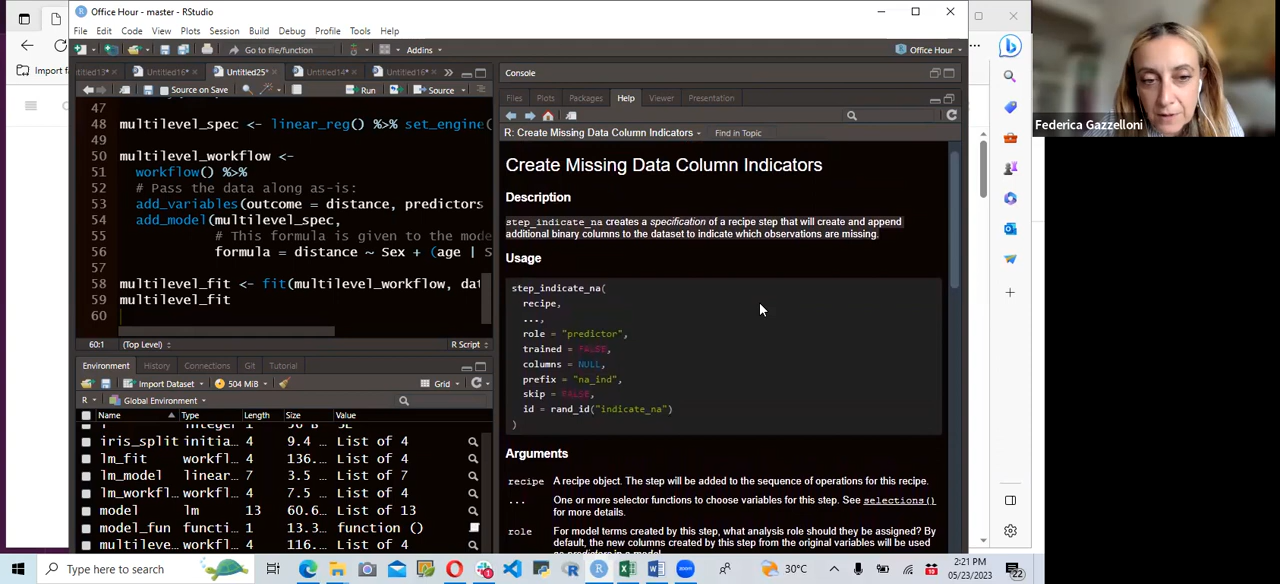 Office Hour - master - RStudio
File Edit Code View Plots Session Build Debug Profile Tools Help
Go to file/function Addins Office Hour
Import f
Untitled16* Untitled25* Untitled14* Untitled16*
Source on Save Run Source
47
48 multilevel_spec <- linear_reg() %>% set_engine(
49
50 multilevel_workflow <-
51 workflow() %>%
52 # Pass the data along as-is:
53 add_variables(outcome = distance, predictors
54 add_model(multilevel_spec,
55 # This formula is given to the mode
56 formula = distance ~ Sex + (age | S
57
58 multilevel_fit <- fit(multilevel_workflow, da
59 multilevel_fit
60
60:1 (Top Level) R Script
Environment History Connections Git Tutorial
Import Dataset 504 MiB Grid
R Global Environment
Name Type Length Size Value
iris_split initia… 4 9.4 … List of 4
lm_fit workfl… 4 136.… List of 4
lm_model linear… 7 3.5 … List of 7
lm_workfl… workfl… 4 7.5 … List of 4
model lm 13 60.6… List of 13
model_fun functi… 1 13.3… function ()
multileve… workfl… 4 116.… List of 4
Console
Files Plots Packages Help Viewer Presentation
R: Create Missing Data Column Indicators Find in Topic
Create Missing Data Column Indicators
Description
step_indicate_na creates a specification of a recipe step that will create and append
additional binary columns to the dataset to indicate which observations are missing.
Usage
step_indicate_na(
recipe,
...,
role = "predictor",
trained = FALSE,
columns = NULL,
prefix = "na_ind",
skip = FALSE,
id = rand_id("indicate_na")
)
Arguments
recipe A recipe object. The step will be added to the sequence of operations for this recipe.
... One or more selector functions to choose variables for this step. See selections()
for more details.
role For model terms created by this step, what analysis role should they be assigned? By
default, the new columns created by this step from the original variables will be used
as predictors in a model.
Federica Gazzelloni
Type here to search
30°C
2:21 PM
05/23/2023
22